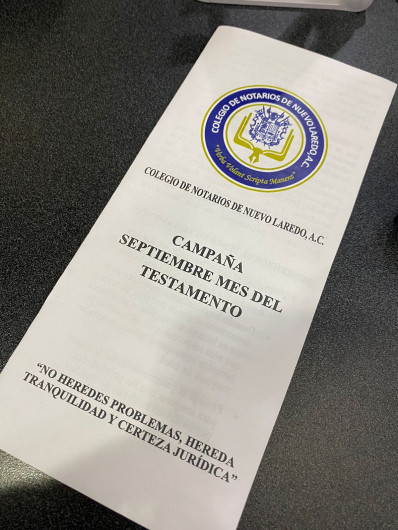 COLEGIO DE NOTARIOS DE NUEVO LAREDO, A.C.
"Verba Volant Scripta Manent"
COLEGIO DE NOTARIOS DE NUEVO LAREDO, A.C.
CAMPAÑA
SEPTIEMBRE MES DEL
TESTAMENTO
"NO HEREDES PROBLEMAS, HEREDA
TRANQUILIDAD Y CERTEZA JURÍDICA"